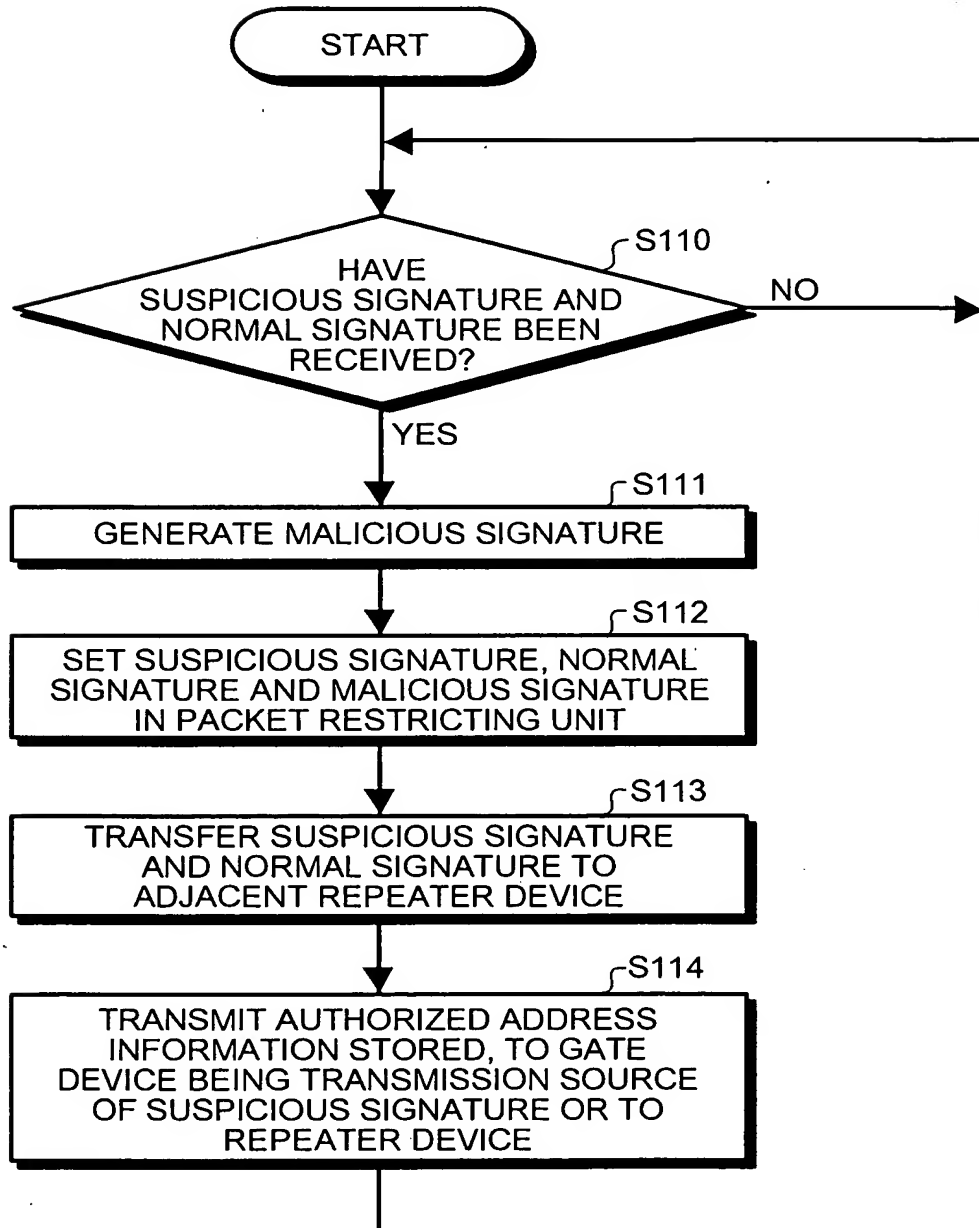 START
S110
HAVE
SUSPICIOUS SIGNATURE AND
NORMAL SIGNATURE BEEN
RECEIVED?
NO
YES
S111
GENERATE MALICIOUS SIGNATURE
S112
SET SUSPICIOUS SIGNATURE, NORMAL
SIGNATURE AND MALICIOUS SIGNATURE
IN PACKET RESTRICTING UNIT
S113
TRANSFER SUSPICIOUS SIGNATURE
AND NORMAL SIGNATURE TO
ADJACENT REPEATER DEVICE
S114
TRANSMIT AUTHORIZED ADDRESS
INFORMATION STORED, TO GATE
DEVICE BEING TRANSMISSION SOURCE
OF SUSPICIOUS SIGNATURE OR TO
REPEATER DEVICE